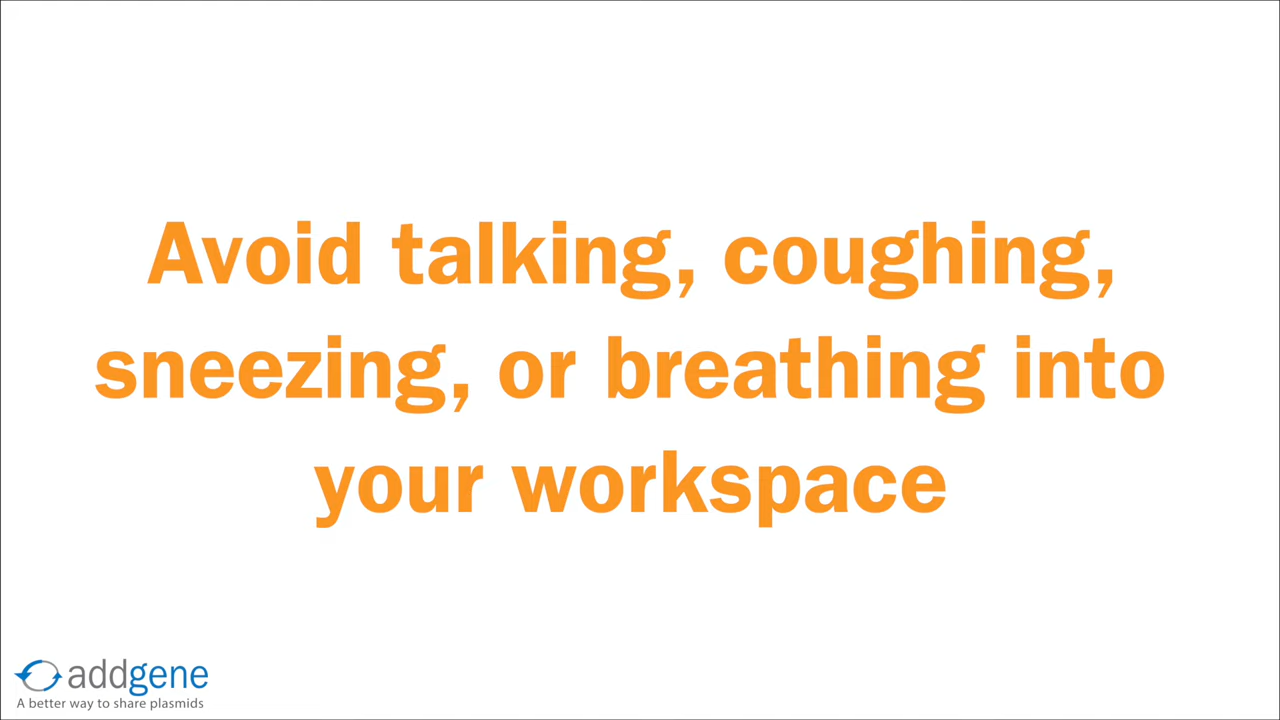 Avoid talking, coughing,
sneezing, or breathing into
your workspace
addgene
A better way to share plasmids